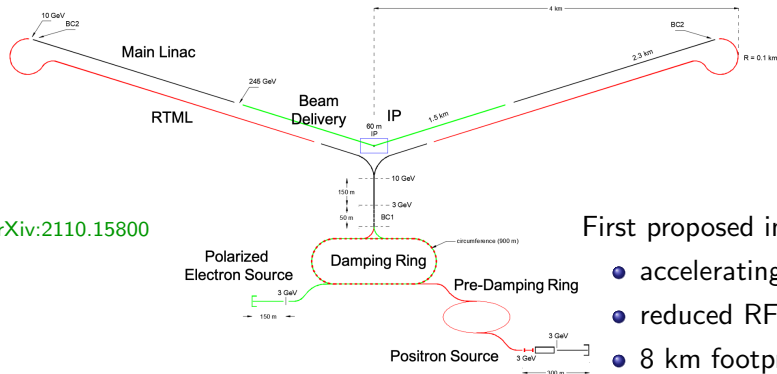 4 km
10 GeV
BC2
BC2
Main Linac
2.3 km
R = 0.1 km
245 GeV
Beam
Delivery
IP
1.5 km
RTML
60 m
IP
10 GeV
150 m
3 GeV
50 m
BC1
rXiv:2110.15800
First proposed in
circumference (900 m)
Polarized
Electron Source
Damping Ring
accelerating
Pre-Damping Ring
3 GeV
reduced RF
150 m
3 GeV
Positron Source
3 GeV
8 km footp
300 m